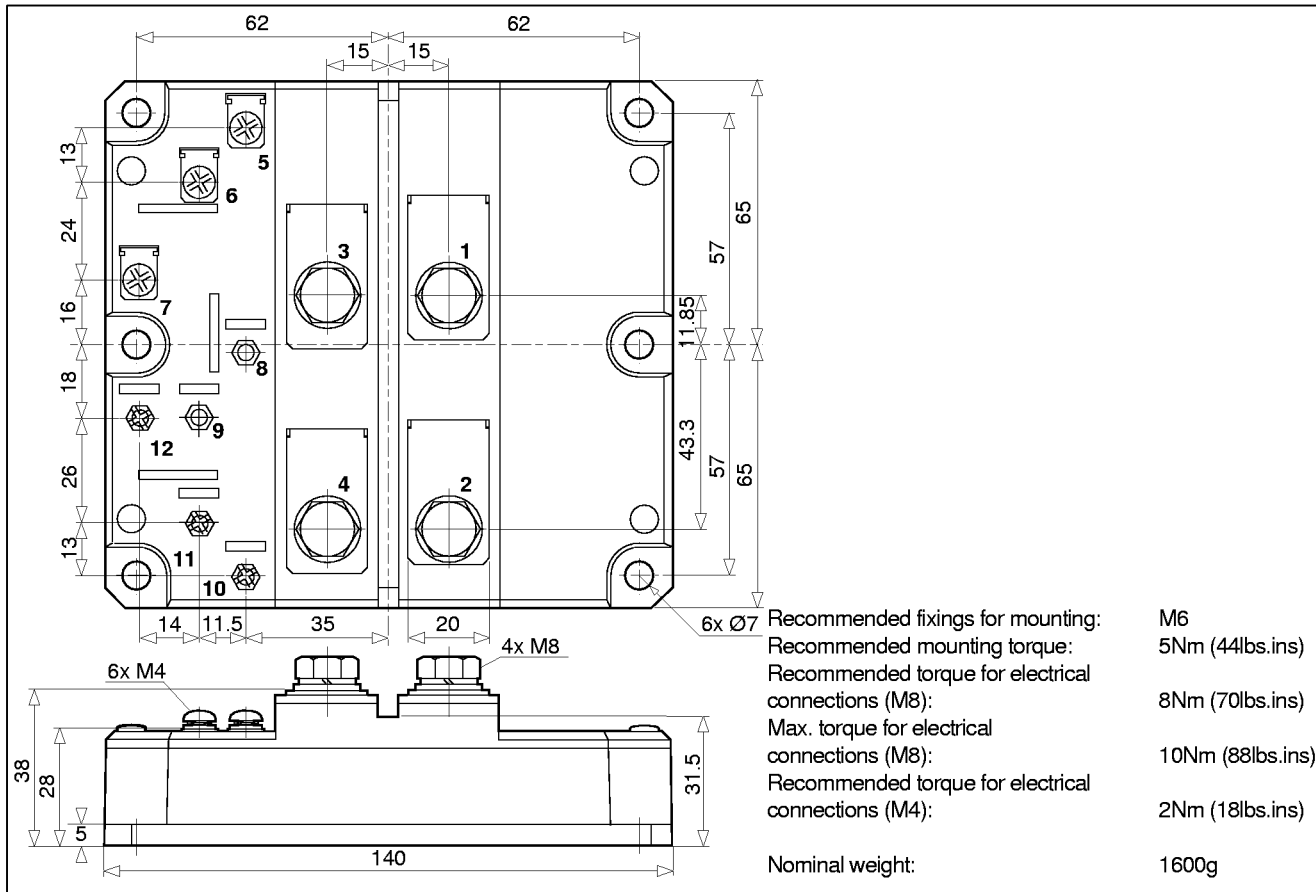 62 62
15 15
5
13
6
65
24
3 1
57
7
16
11.85
8
18
9
12
43.3
57
65
26
4 2
11
13
10
14 11.5 35 20
6x Ø7
4x M8
6x M4
38
28
5
31.5
140
Recommended fixings for mounting: M6
Recommended mounting torque: 5Nm (44lbs.ins)
Recommended torque for electrical
connections (M8): 8Nm (70lbs.ins)
Max. torque for electrical
connections (M8): 10Nm (88lbs.ins)
Recommended torque for electrical
connections (M4): 2Nm (18lbs.ins)
Nominal weight: 1600g